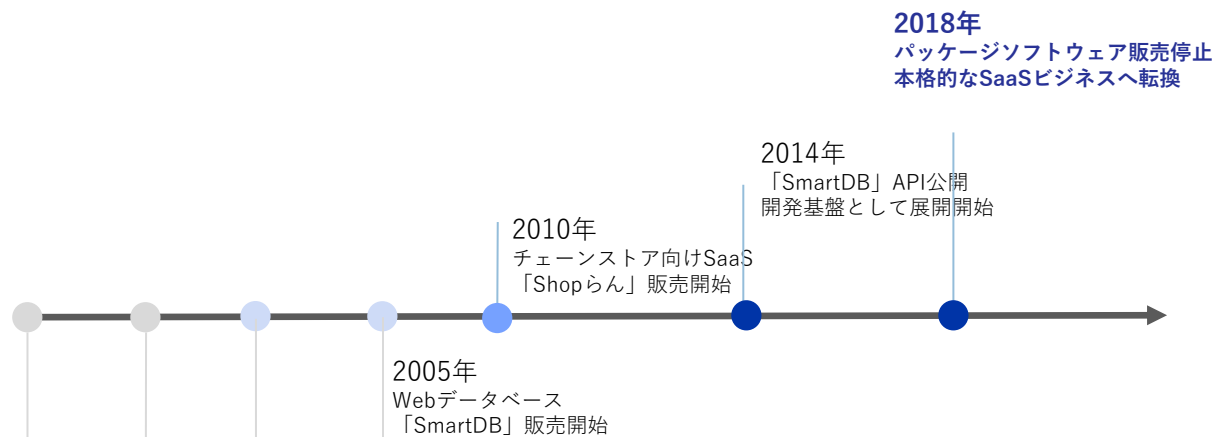 2018年
パッケージソフトウェア販売停止
本格的なSaaSビジネスへ転換
2014年
「SmartDB」API公開
開発基盤として展開開始
2010年
チェーンストア向けSaaS
「Shopらん」販売開始
2005年
Webデータベース
「SmartDB」販売開始